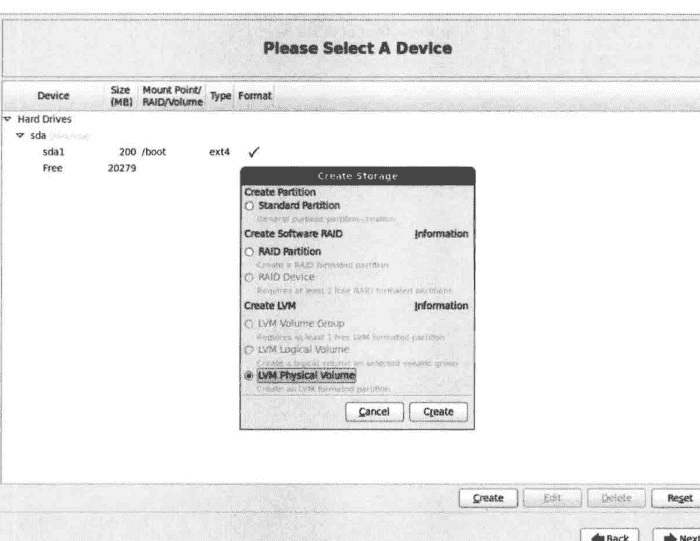 Please Select A Device
Device Size (MB) Mount Point/ RAID/Volume Type Format
Hard Drives
sda
sda1 200 /boot ext4 ✓
Free 20279
Create Storage
Create Partition
Standard Partition
General purpose partition creation
Create Software RAID Information
RAID Partition
Create a RAID formatted partition
RAID Device
Requires at least 2 free RAID formatted partitions
Create LVM Information
LVM Volume Group
Requires at least 1 free LVM formatted partition
LVM Logical Volume
Create a logical volume on selected volume group
LVM Physical Volume
Create an LVM formatted partition
Cancel Create
Create Edit Delete Reset
Back Next